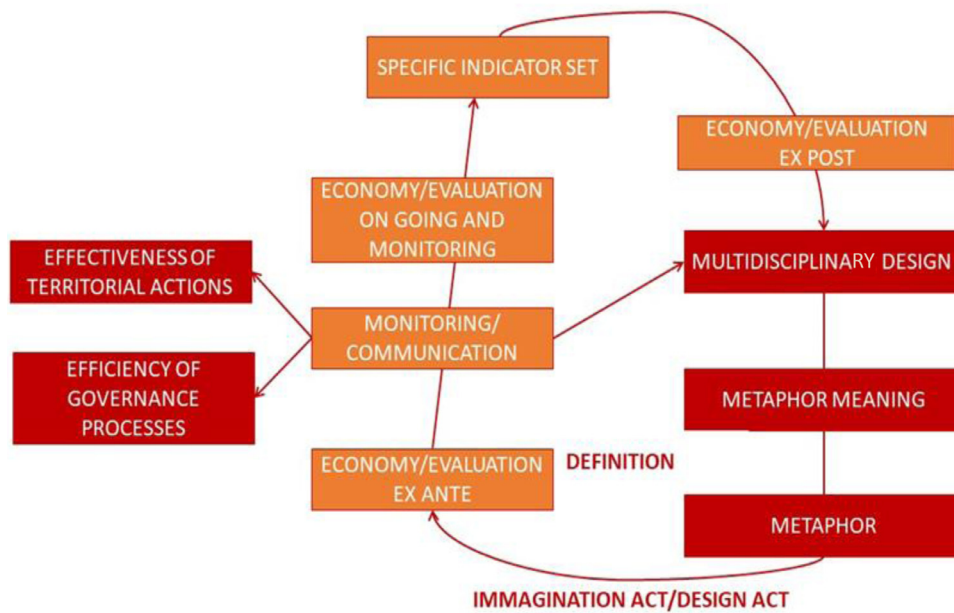 SPECIFIC INDICATOR SET
ECONOMY/EVALUATION
EX POST
ECONOMY/EVALUATION
ON GOING AND
MONITORING
EFFECTIVENESS OF
TERRITORIAL ACTIONS
MULTIDISCIPLINARY DESIGN
MONITORING/
COMMUNICATION
EFFICIENCY OF
GOVERNANCE
PROCESSES
METAPHOR MEANING
ECONOMY/EVALUATION
EX ANTE
DEFINITION
METAPHOR
IMMAGINATION ACT/DESIGN ACT